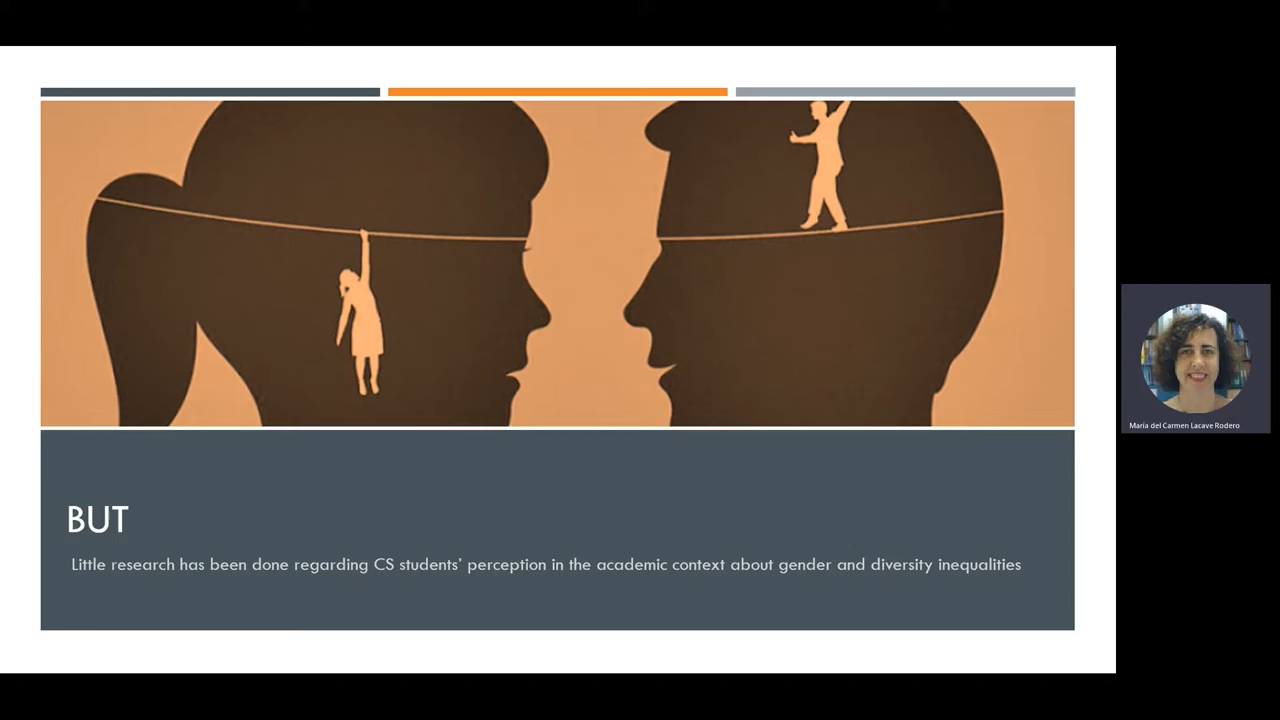 BUT
Little research has been done regarding CS students’ perception in the academic context about gender and diversity inequalities
María del Carmen Lacave Rodero